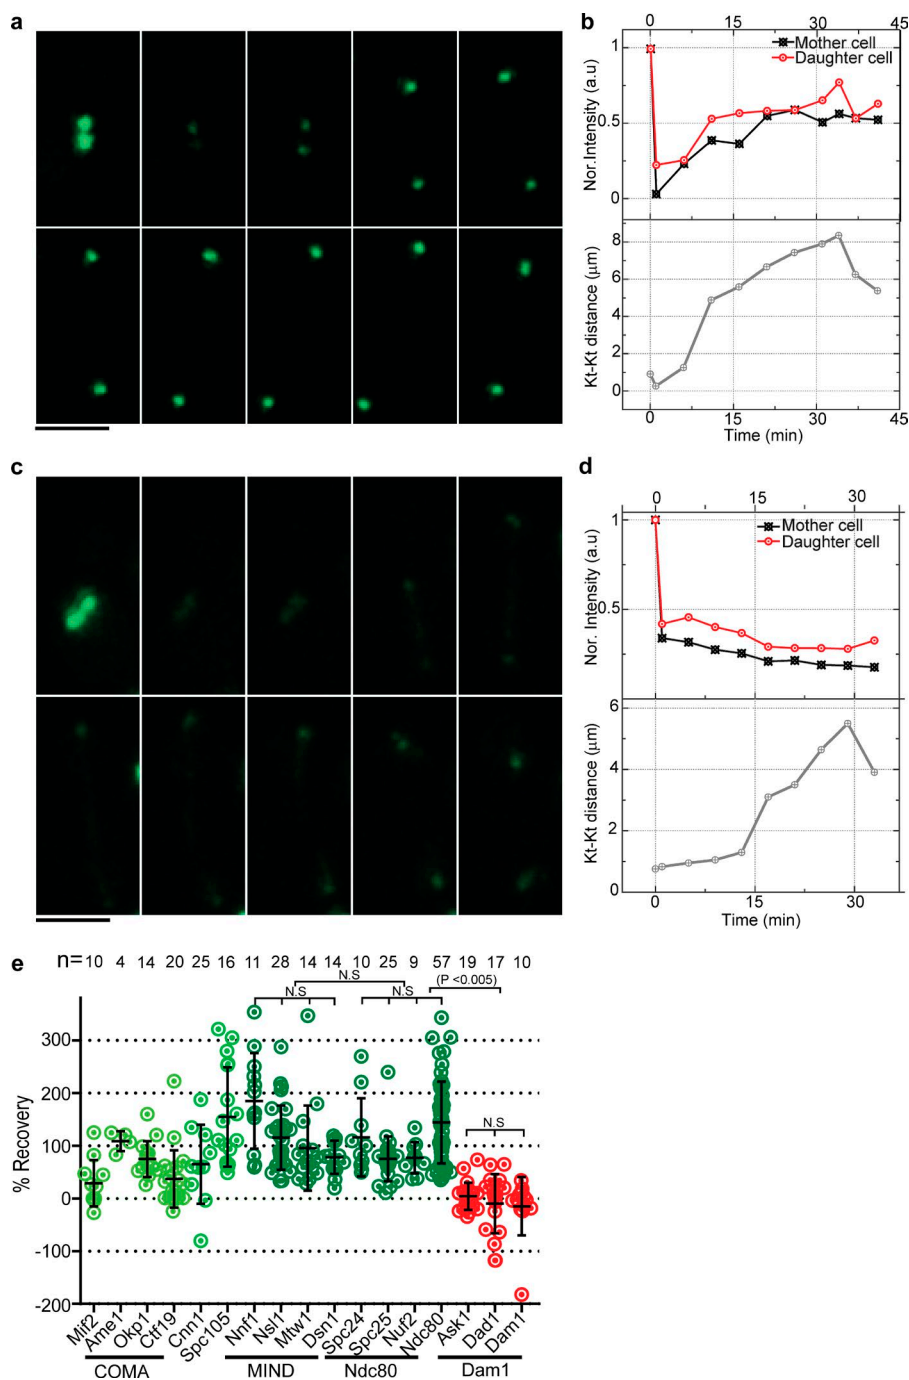 a
b
0 15 30 45
Mother cell
Daughter cell
Nor.Intensity (a.u)
1
0.5
0
Kt-Kt distance (μm)
8
6
4
2
0
0 15 30 45
Time (min)
c
d
0 15 30
Mother cell
Daughter cell
Nor. Intensity (a.u)
1
0.5
Kt-Kt distance (μm)
6
4
2
0
0 15 30
Time (min)
e
n= 10 4 14 20 25 16 11 28 14 14 10 25 9 57 19 17 10
N.S
(P <0.005)
N.S
N.S
N.S
% Recovery
300
200
100
0
-100
-200
Mif2 Ame1 Okp1 Ctf19 Cnn1 Spc105 Nnf1 Nsl1 Mtw1 Dsn1 Spc24 Spc25 Nuf2 Ndc80 Ask1 Dad1 Dam1
COMA MIND Ndc80 Dam1